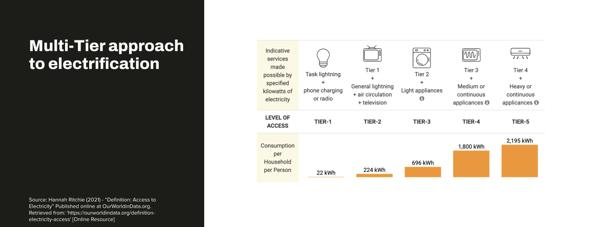 Multi-Tier approach
to electrification
Indicative
services
made
possible by
specified
kilowatts of
electricity
Task lightning
+
phone charging
or radio
Tier 1
+
General lightning
+ air circulation
+ television
Tier 2
+
Light appliances
Tier 3
+
Medium or
continuous
applicances
Tier 4
+
Heavy or
continuous
applicances
LEVEL OF
ACCESS
TIER-1
TIER-2
TIER-3
TIER-4
TIER-5
Consumption
per
Household
per Person
22 kWh
224 kWh
696 kWh
1,800 kWh
2,195 kWh
Source: Hannah Ritchie (2021) - "Definition: Access to
Electricity" Published online at OurWorldinData.org.
Retrieved from: 'https://ourworldindata.org/definition-
electricity-access' [Online Resource]